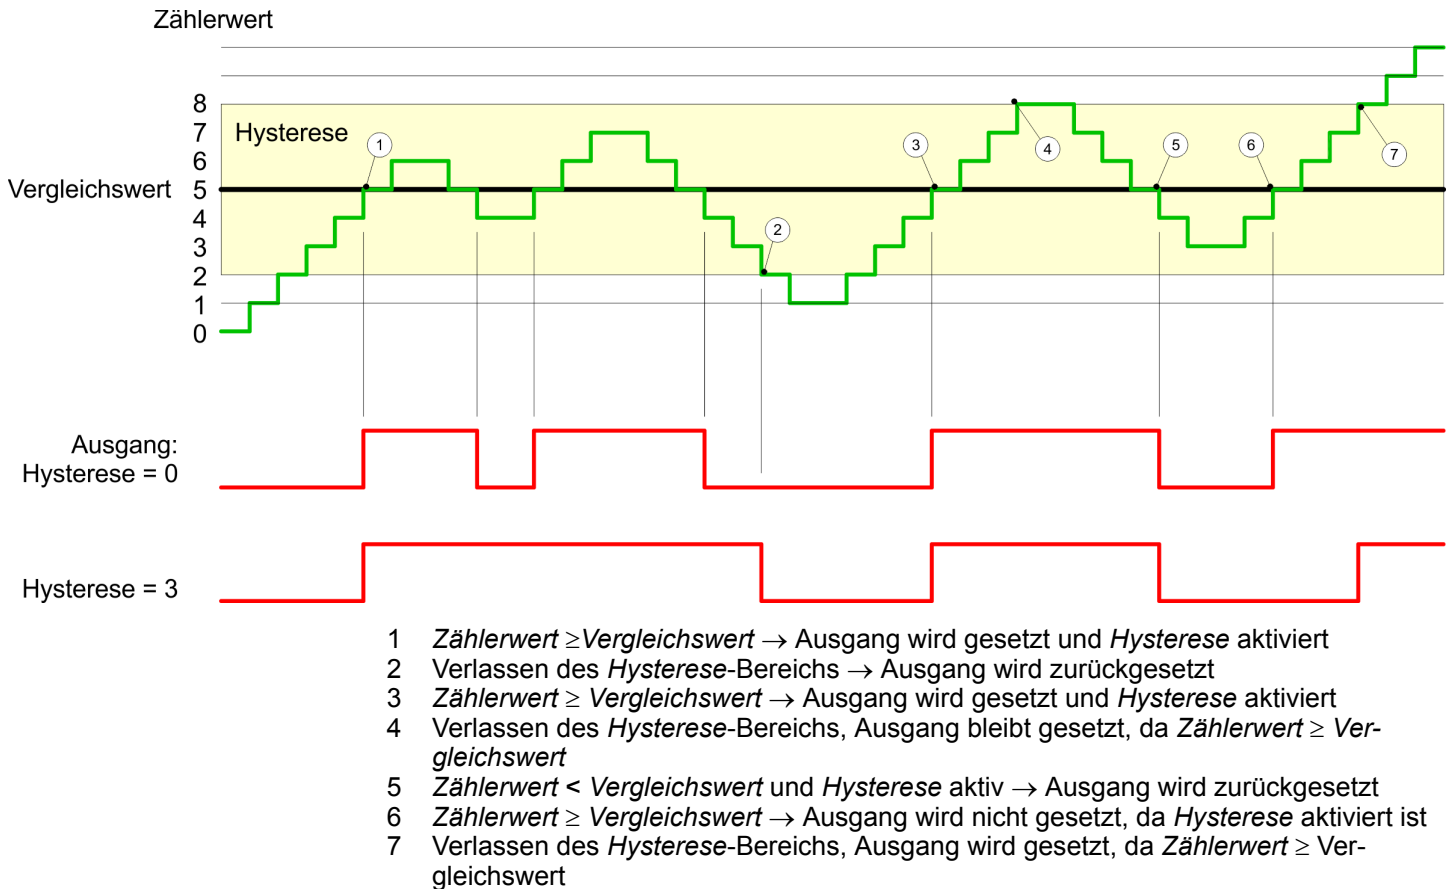 Zählerwert
8
7
6
Vergleichswert 5
4
3
2
1
0
Hysterese
1
2
3
4
5
6
7
Ausgang:
Hysterese = 0
Hysterese = 3
1 Zählerwert ≥Vergleichswert → Ausgang wird gesetzt und Hysterese aktiviert
2 Verlassen des Hysterese-Bereichs → Ausgang wird zurückgesetzt
3 Zählerwert ≥ Vergleichswert → Ausgang wird gesetzt und Hysterese aktiviert
4 Verlassen des Hysterese-Bereichs, Ausgang bleibt gesetzt, da Zählerwert ≥ Ver-
gleichswert
5 Zählerwert < Vergleichswert und Hysterese aktiv → Ausgang wird zurückgesetzt
6 Zählerwert ≥ Vergleichswert → Ausgang wird nicht gesetzt, da Hysterese aktiviert ist
7 Verlassen des Hysterese-Bereichs, Ausgang wird gesetzt, da Zählerwert ≥ Ver-
gleichswert